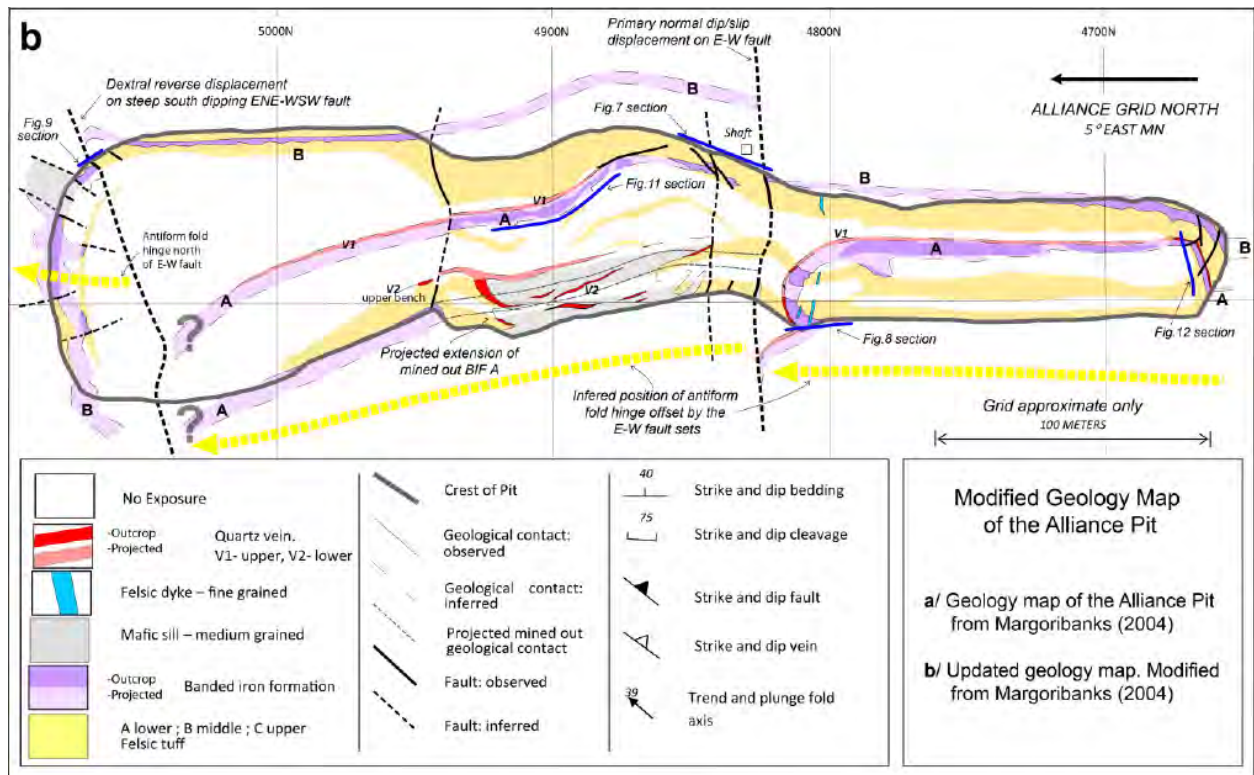 b
5000N
4900N
4800N
4700N
Primary normal dip/slip
displacement on E-W fault
Dextral reverse displacement
on steep south dipping ENE-WSW fault
Fig.9
section
B
Fig.7 section
Shaft
ALLIANCE GRID NORTH
5° EAST MN
B
B
V1
Fig.11 section
A
V1
A
B
Antiform fold
hinge north
of E-W fault
V2
upper bench
V2
A
A
?
Fig.12 section
Projected extension of
mined out BIF A
Fig.8 section
B
?
A
Infered position of antiform
fold hinge offset by the
E-W fault sets
Grid approximate only
100 METERS
No Exposure
-Outcrop
-Projected
Quartz vein.
V1- upper, V2- lower
Felsic dyke – fine grained
Mafic sill – medium grained
-Outcrop
-Projected
Banded iron formation
A lower ; B middle ; C upper
Felsic tuff
Crest of Pit
Geological contact:
observed
Geological contact:
inferred
Projected mined out
geological contact
Fault: observed
Fault: inferred
40
Strike and dip bedding
75
Strike and dip cleavage
Strike and dip fault
Strike and dip vein
39
Trend and plunge fold
axis
Modified Geology Map
of the Alliance Pit
a/ Geology map of the Alliance Pit
from Margoribanks (2004)
b/ Updated geology map. Modified
from Margoribanks (2004)